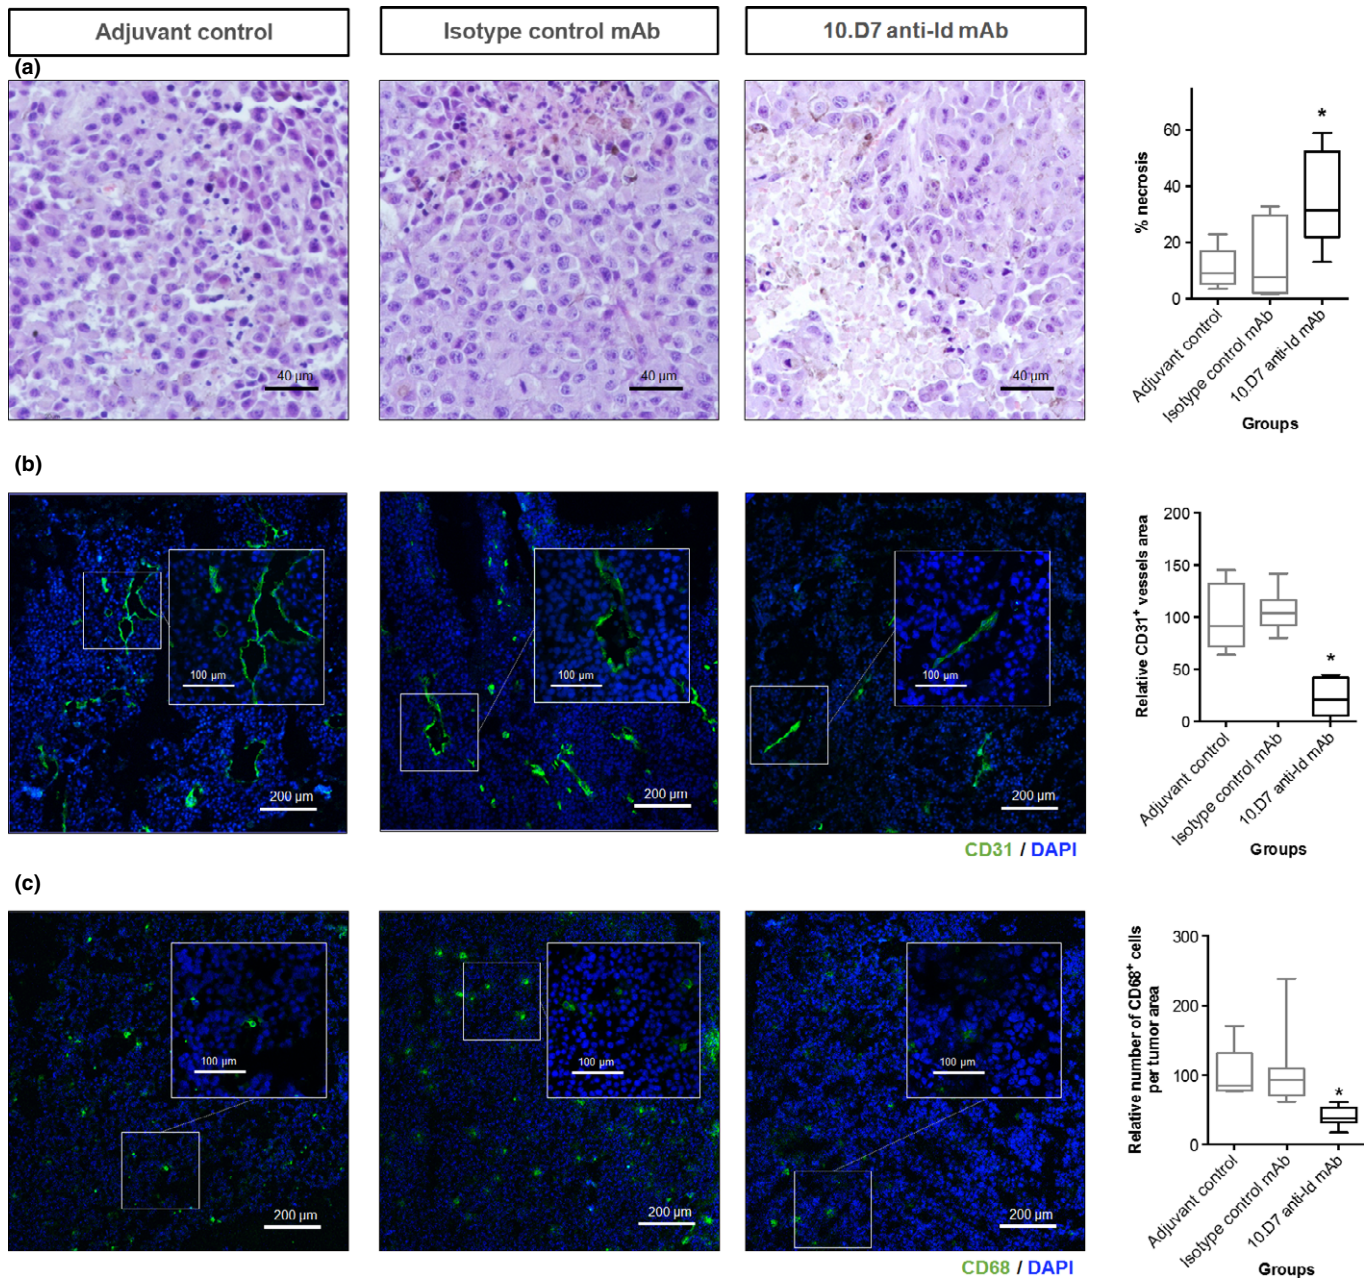 Adjuvant control
Isotype control mAb
10.D7 anti-Id mAb
(a)
40 µm
40 µm
40 µm
% necrosis
60
40
20
0
*
Adjuvant control
Isotype control mAb
10.D7 anti-Id mAb
Groups
(b)
100 µm
200 µm
100 µm
200 µm
100 µm
200 µm
CD31 / DAPI
Relative CD31⁺ vessels area
200
150
100
50
0
*
Adjuvant control
Isotype control mAb
10.D7 anti-Id mAb
Groups
(c)
100 µm
200 µm
100 µm
200 µm
100 µm
200 µm
CD68 / DAPI
Relative number of CD68⁺ cells
per tumor area
300
200
100
0
*
Adjuvant control
Isotype control mAb
10.D7 anti-Id mAb
Groups